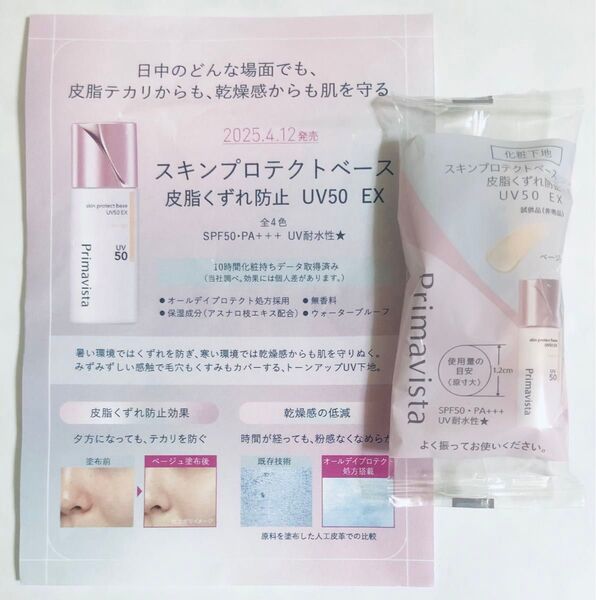 日中のどんな場面でも、
皮脂テカリからも、乾燥感からも肌を守る
2025.4.12発売
スキンプロテクトベース
皮脂くずれ防止 UV50 EX
全4色
SPF50・PA+++ UV耐水性★
10時間化粧持ちデータ取得済み
(当社調べ。効果には個人差があります。)
●オールデイプロテクト処方採用 ●無香料
●保湿成分(アスナロ枝エキス配合) ●ウォータープルーフ
skin protect base
UV50 EX
UV
50
Primavista
暑い環境ではくずれを防ぎ、寒い環境では乾燥感からも肌を守りぬく。
みずみずしい感触で毛穴もくすみもカバーする、トーンアップUV下地。
皮脂くずれ防止効果
夕方になっても、テカリを防ぐ
塗布前
ベージュ塗布後
乾燥感の低減
時間が経っても、粉感なくなめらか
既存技術
オールデイプロテクト
処方搭載
原料を塗布した人工皮革での比較
化粧下地
スキンプロテクトベース
皮脂くずれ防止
UV50 EX
試供品(非売品)
ベージュ
Primavista
skin protect base
UV50 EX
UV
50
Primavista
使用量の
目安
(原寸大)
1.2cm
SPF50・PA+++
UV耐水性★
よく振ってお使いください。